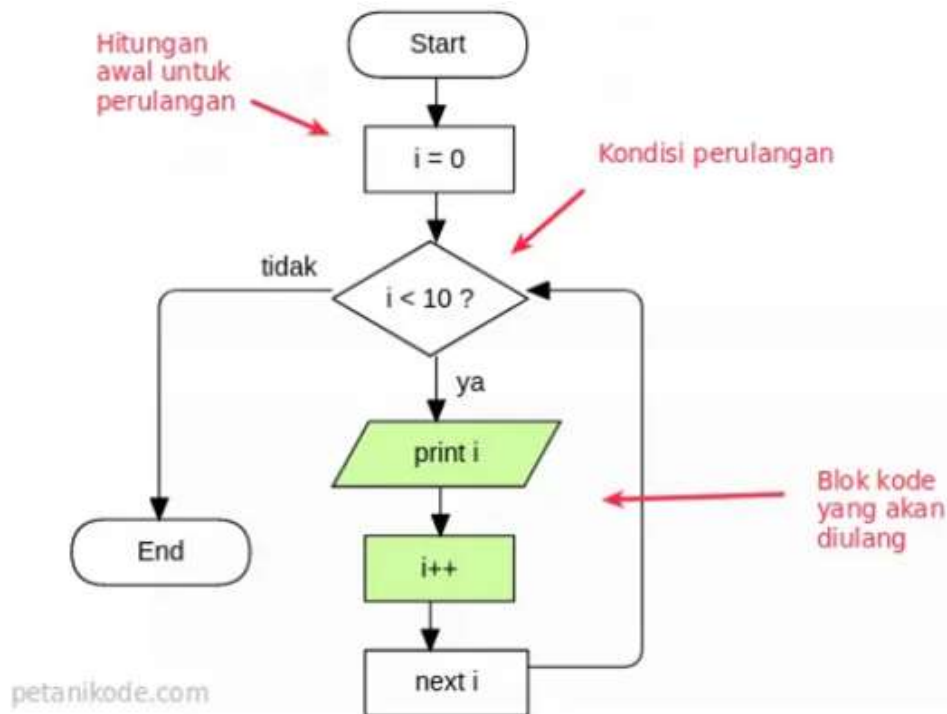 Start
Hitungan
awal untuk
perulangan
i = 0
Kondisi perulangan
tidak
i < 10 ?
ya
print i
Blok kode
yang akan
diulang
End
i++
next i
petanikode.com